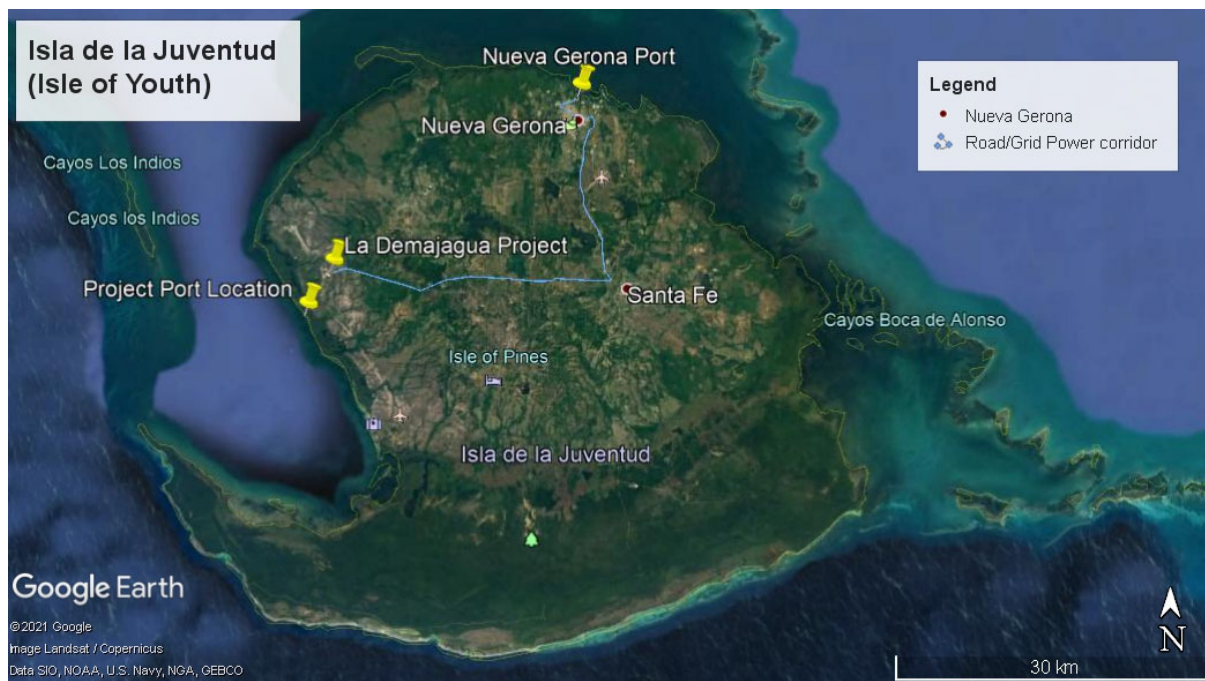 Isla de la Juventud
(Isle of Youth)
Nueva Gerona Port
Legend
Nueva Gerona
Road/Grid Power corridor
Nueva Gerona
Cayos Los Indios
Cayos los Indios
La Demajagua Project
Project Port Location
Santa Fe
Cayos Boca de Alonso
Isle of Pines
Isla de la Juventud
Google Earth
©2021 Google
Image Landsat / Copernicus
Data SIO, NOAA, U.S. Navy, NGA, GEBCO
N
30 km